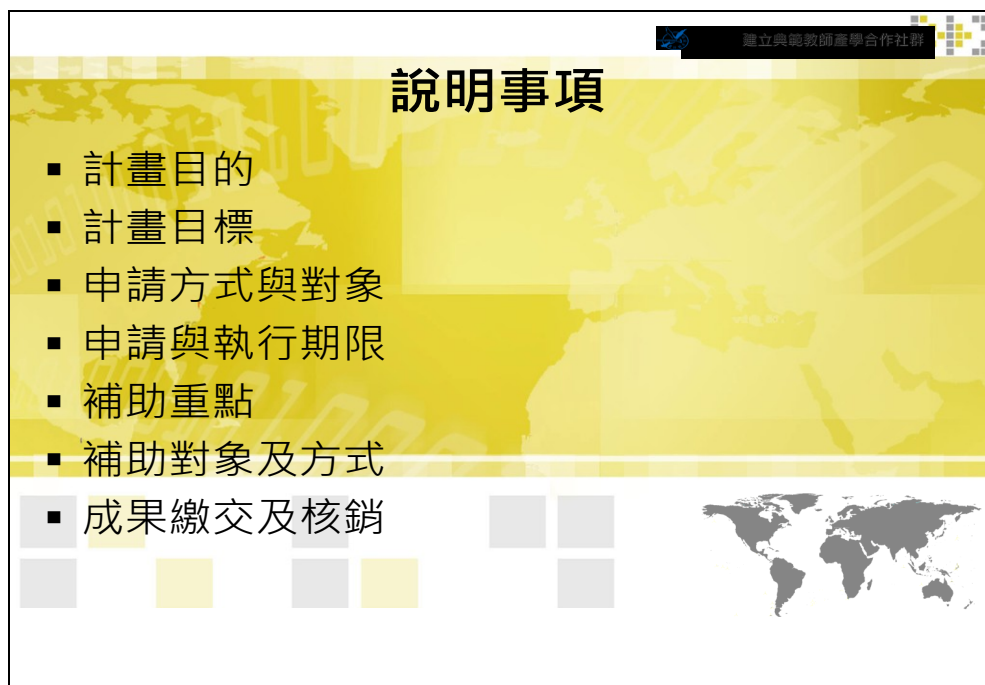 建立典範教師產學合作社群
說明事項
▪ 計畫目的
▪ 計畫目標
▪ 申請方式與對象
▪ 申請與執行期限
▪ 補助重點
▪ 補助對象及方式
▪ 成果繳交及核銷